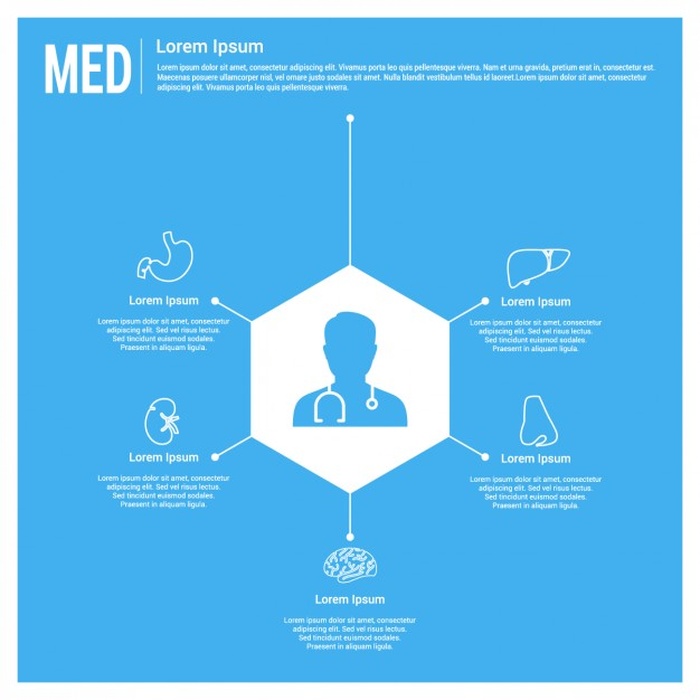 MED
Lorem Ipsum
Lorem ipsum dolor sit amet, consectetur adipiscing elit. Vivamus porta leo quis pellentesque viverra. Nam et urna gravida, pretium erat in, consequat est.
Maecenas posuere ullamcorper nisl, vel ornare justo sodales sit amet. Nulla blandit vestibulum tellus id laoreet.Lorem ipsum dolor sit amet, consectetur
adipiscing elit. Vivamus porta leo quis pellentesque viverra.
Lorem Ipsum
Lorem ipsum dolor sit amet, consectetur
adipiscing elit. Sed vel risus lectus.
Sed tincidunt euismod sodales.
Praesent in aliquam ligula.
Lorem Ipsum
Lorem ipsum dolor sit amet, consectetur
adipiscing elit. Sed vel risus lectus.
Sed tincidunt euismod sodales.
Praesent in aliquam ligula.
Lorem Ipsum
Lorem ipsum dolor sit amet, consectetur
adipiscing elit. Sed vel risus lectus.
Sed tincidunt euismod sodales.
Praesent in aliquam ligula.
Lorem Ipsum
Lorem ipsum dolor sit amet, consectetur
adipiscing elit. Sed vel risus lectus.
Sed tincidunt euismod sodales.
Praesent in aliquam ligula.
Lorem Ipsum
Lorem ipsum dolor sit amet, consectetur
adipiscing elit. Sed vel risus lectus.
Sed tincidunt euismod sodales.
Praesent in aliquam ligula.